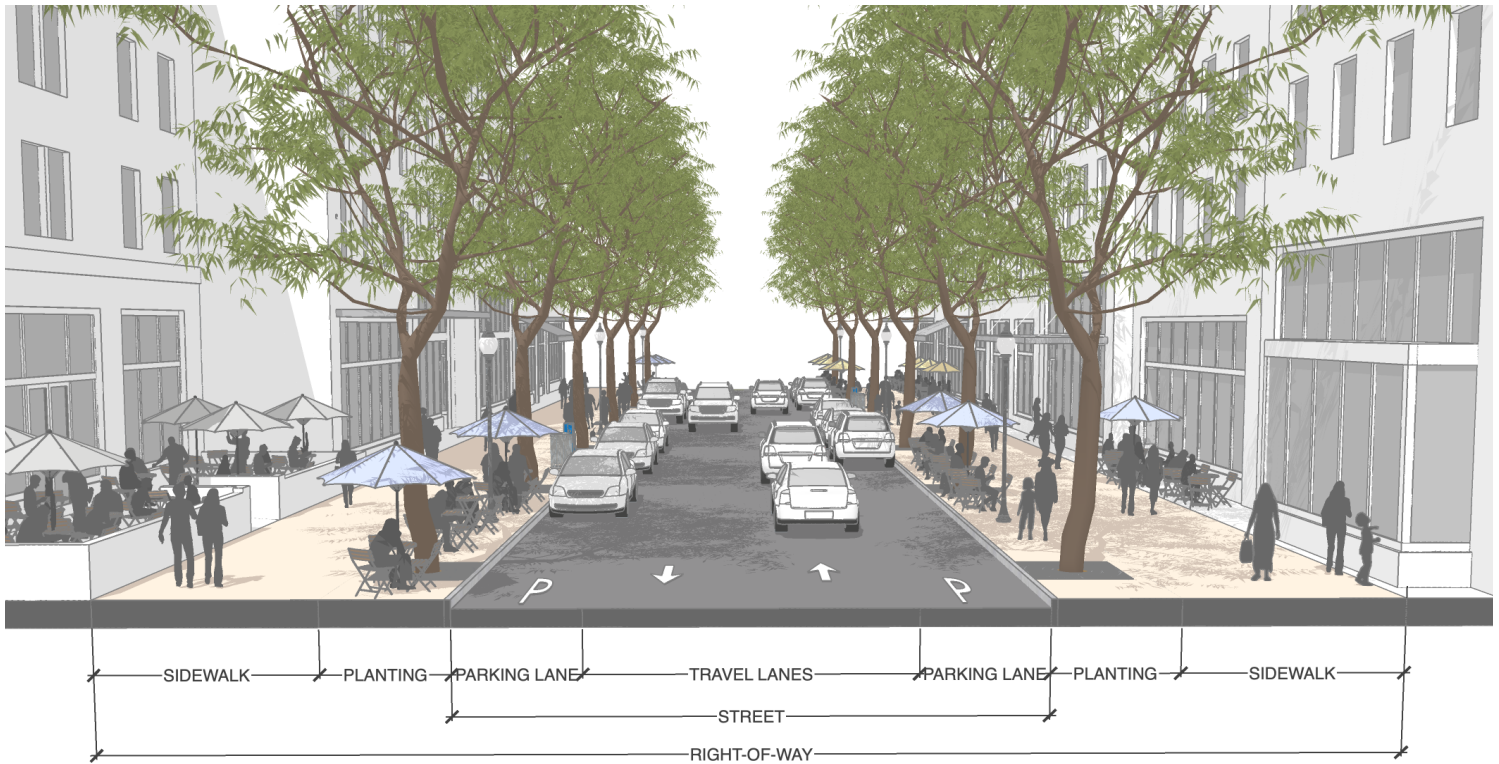 P
P
SIDEWALK PLANTING PARKING LANE TRAVEL LANES PARKING LANE PLANTING SIDEWALK
STREET
RIGHT-OF-WAY